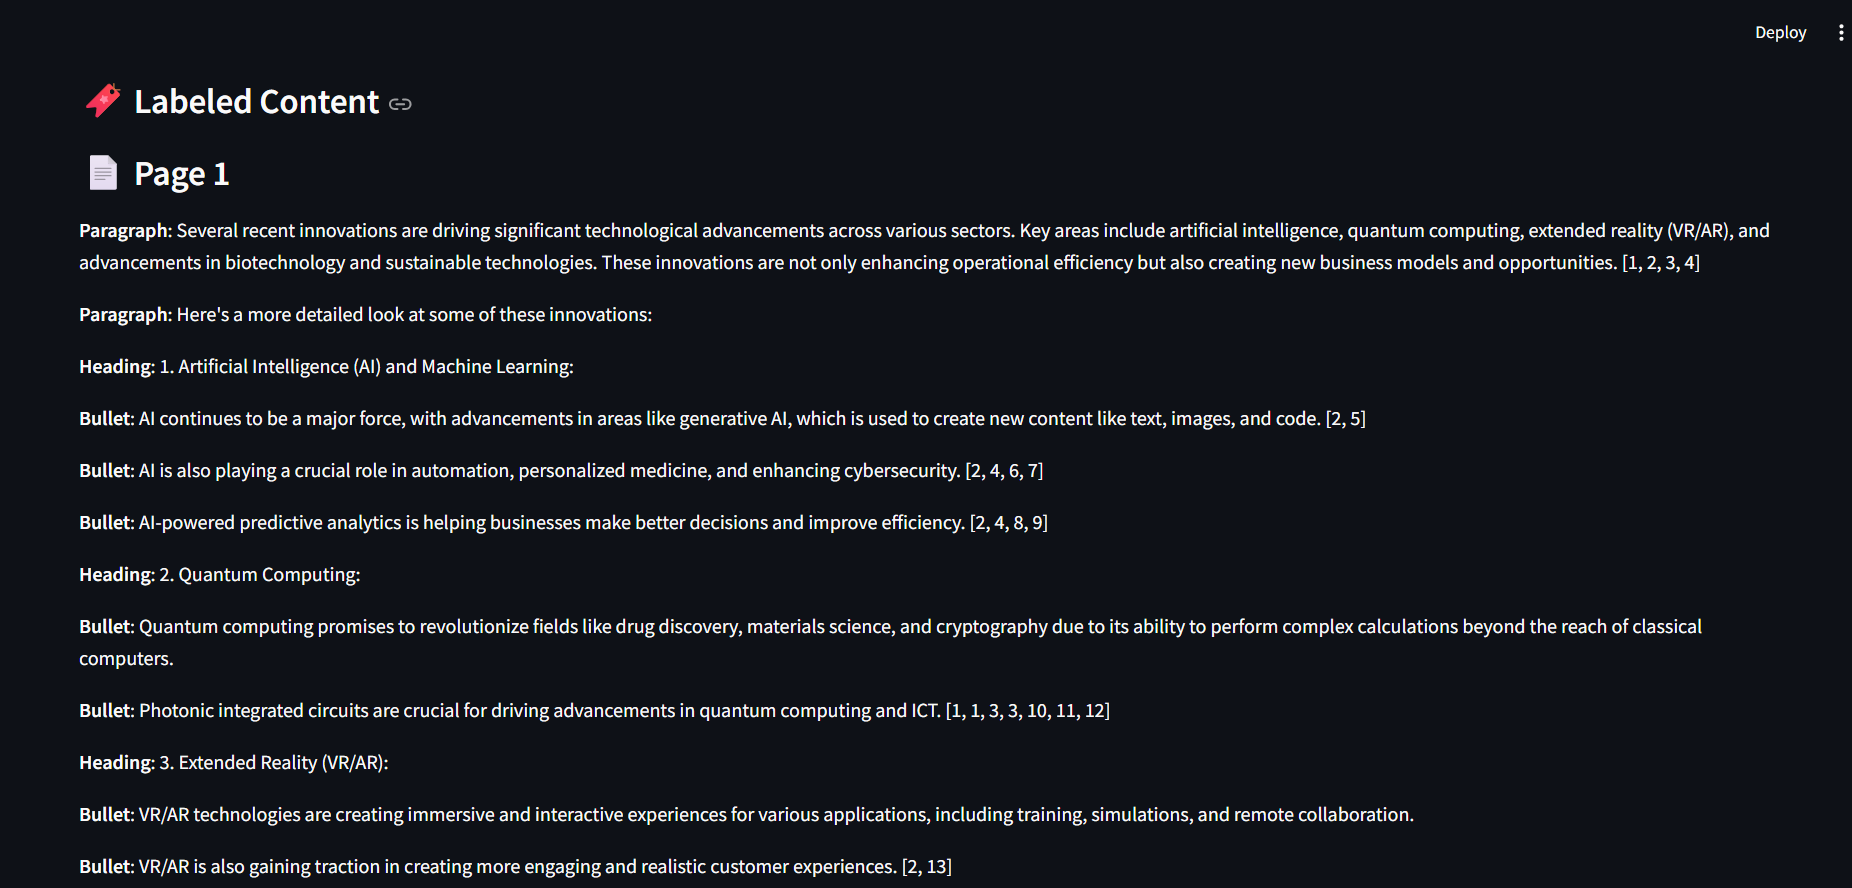 Deploy
Labeled Content
Page 1
Paragraph: Several recent innovations are driving significant technological advancements across various sectors. Key areas include artificial intelligence, quantum computing, extended reality (VR/AR), and
advancements in biotechnology and sustainable technologies. These innovations are not only enhancing operational efficiency but also creating new business models and opportunities. [1, 2, 3, 4]
Paragraph: Here's a more detailed look at some of these innovations:
Heading: 1. Artificial Intelligence (AI) and Machine Learning:
Bullet: AI continues to be a major force, with advancements in areas like generative AI, which is used to create new content like text, images, and code. [2, 5]
Bullet: AI is also playing a crucial role in automation, personalized medicine, and enhancing cybersecurity. [2, 4, 6, 7]
Bullet: AI-powered predictive analytics is helping businesses make better decisions and improve efficiency. [2, 4, 8, 9]
Heading: 2. Quantum Computing:
Bullet: Quantum computing promises to revolutionize fields like drug discovery, materials science, and cryptography due to its ability to perform complex calculations beyond the reach of classical
computers.
Bullet: Photonic integrated circuits are crucial for driving advancements in quantum computing and ICT. [1, 1, 3, 3, 10, 11, 12]
Heading: 3. Extended Reality (VR/AR):
Bullet: VR/AR technologies are creating immersive and interactive experiences for various applications, including training, simulations, and remote collaboration.
Bullet: VR/AR is also gaining traction in creating more engaging and realistic customer experiences. [2, 13]